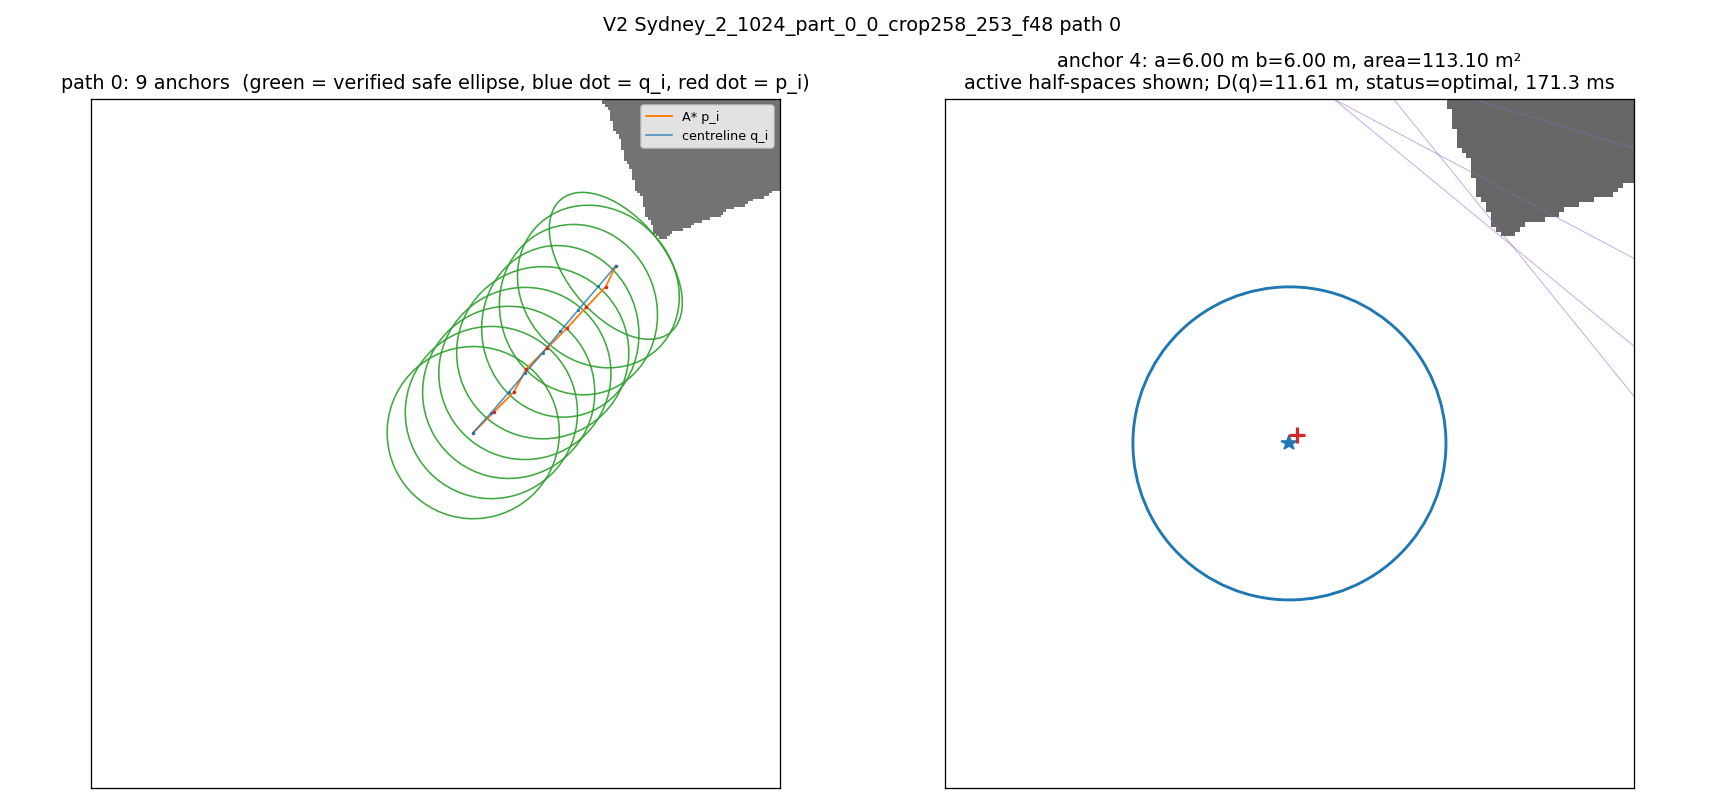 V2 Sydney_2_1024_part_0_0_crop258_253_f48 path 0
path 0: 9 anchors  (green = verified safe ellipse, blue dot = q_i, red dot = p_i)
A* p_i
centreline q_i
anchor 4: a=6.00 m b=6.00 m, area=113.10 m²
active half-spaces shown; D(q)=11.61 m, status=optimal, 171.3 ms